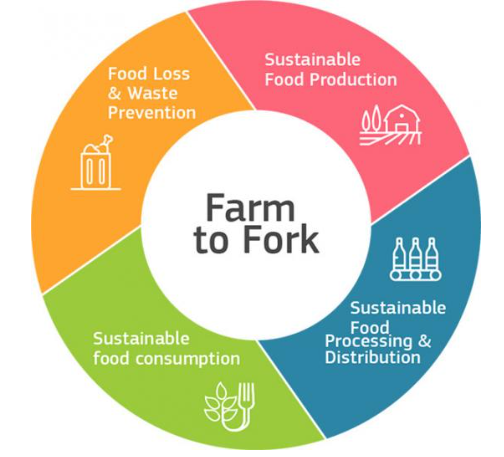 Farm
to Fork
Sustainable
Food Production
Sustainable
Food
Processing &
Distribution
Sustainable
food consumption
Food Loss
& Waste
Prevention